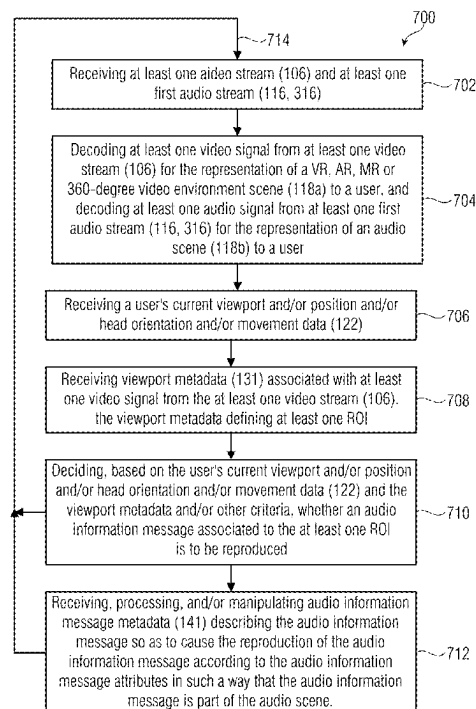 714
700
Receiving at least one aideo stream (106) and at least one
first audio stream (116, 316)
702
Decoding at least one video signal from at least one video
stream (106) for the representation of a VR, AR, MR or
360-degree video environment scene (118a) to a user, and
decoding at least one audio signal from at least one first
audio stream (116, 316) for the representation of an audio
scene (118b) to a user
704
Receiving a user's current viewport and/or position and/or
head orientation and/or movement data (122)
706
Receiving viewport metadata (131) associated with at least
one video signal from the at least one video stream (106).
the viewport metadata defining at least one ROI
708
Deciding, based on the user's current viewport and/or position
and/or head orientation and/or movement data (122) and the
viewport metadata and/or other criteria, whether an audio
information message associated to the at least one ROI
is to be reproduced
710
Receiving, processing, and/or manipulating audio information
message metadata (141) describing the audio information
message so as to cause the reproduction of the audio
information message according to the audio information
message attributes in such a way that the audio information
message is part of the audio scene.
712